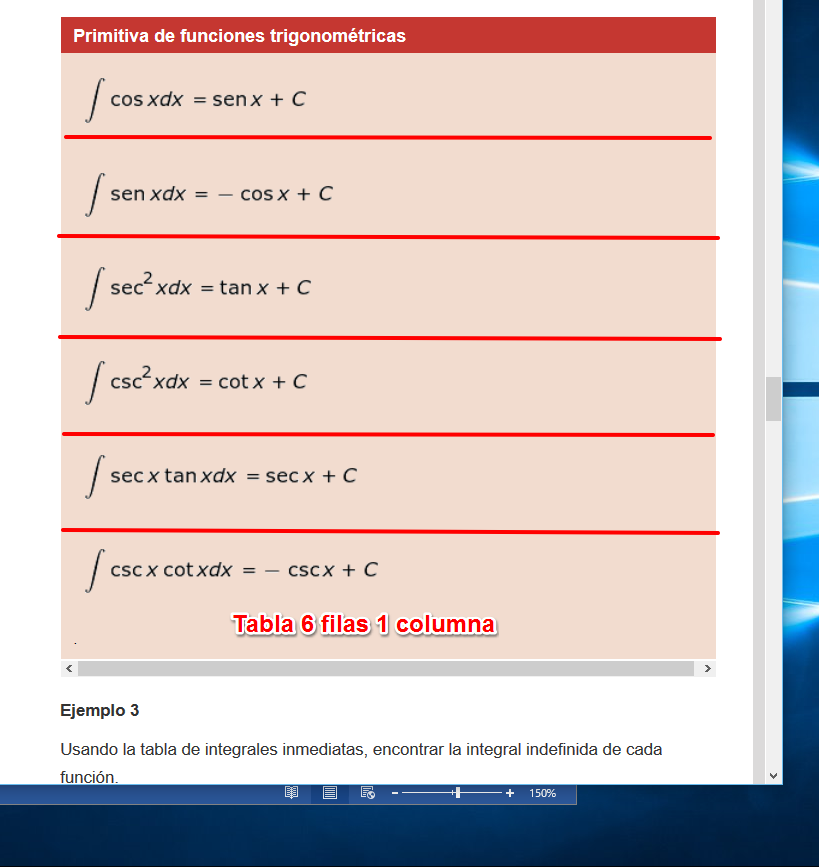 Primitiva de funciones trigonométricas
∫ cos xdx = sen x + C
∫ sen xdx = − cos x + C
∫ sec² xdx = tan x + C
∫ csc² xdx = cot x + C
∫ sec x tan xdx = sec x + C
∫ csc x cot xdx = − csc x + C
Tabla 6 filas 1 columna
.
Ejemplo 3
Usando la tabla de integrales inmediatas, encontrar la integral indefinida de cada
función.
150%